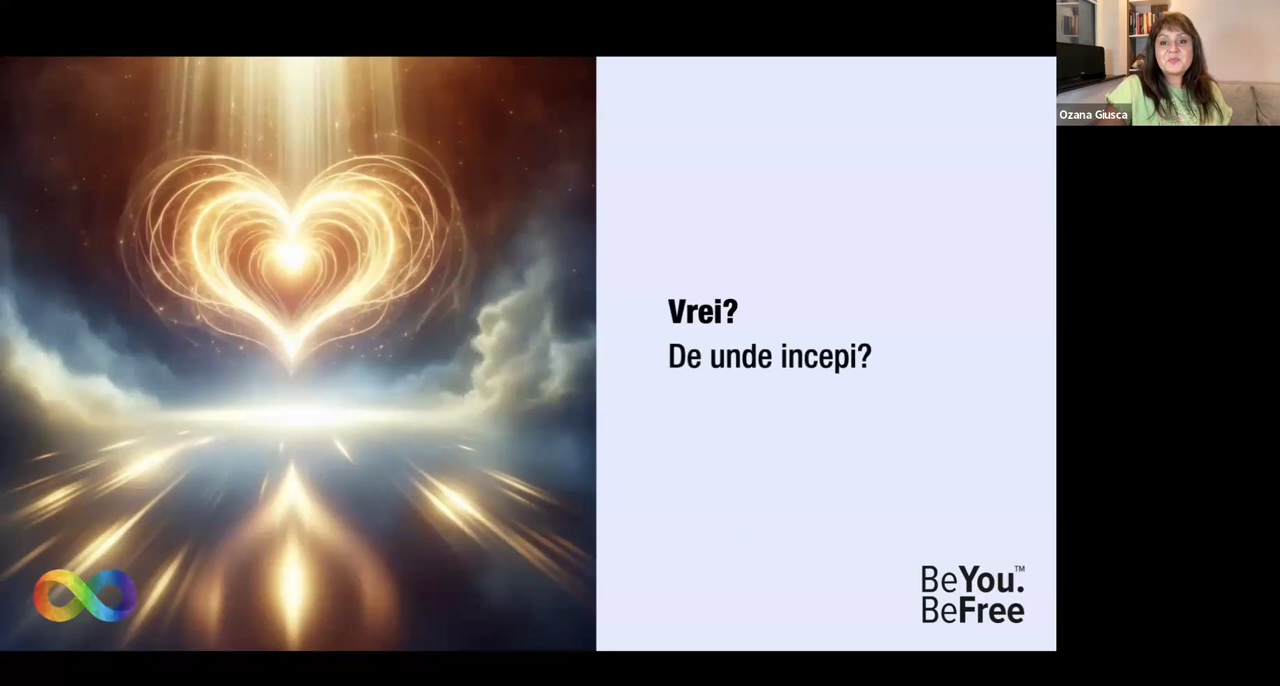 Ozana Giusca
Vrei?
De unde incepi?
BeYou.™
BeFree